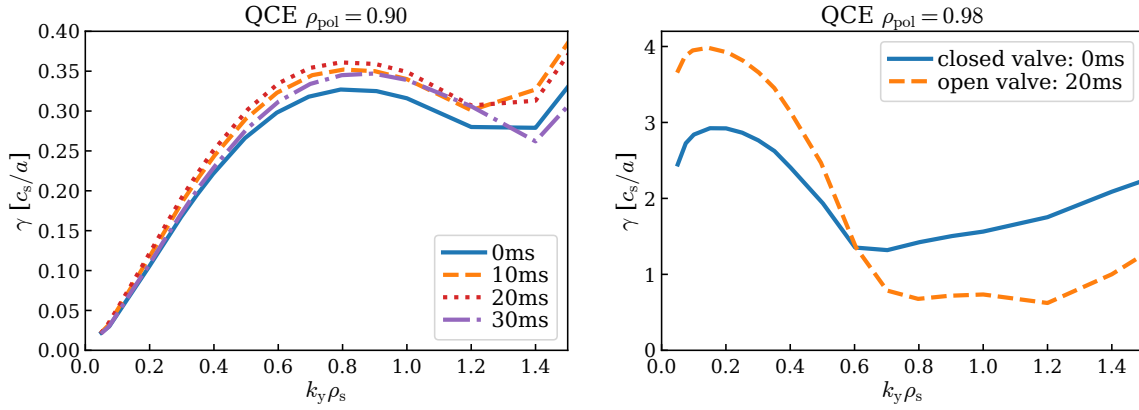 QCE ρpol = 0.90
γ [cs/a]
0.40
0.35
0.30
0.25
0.20
0.15
0.10
0.05
0.00
0.0 0.2 0.4 0.6 0.8 1.0 1.2 1.4
kyρs
0ms
10ms
20ms
30ms
QCE ρpol = 0.98
γ [cs/a]
4
3
2
1
0
0.0 0.2 0.4 0.6 0.8 1.0 1.2 1.4
kyρs
closed valve: 0ms
open valve: 20ms